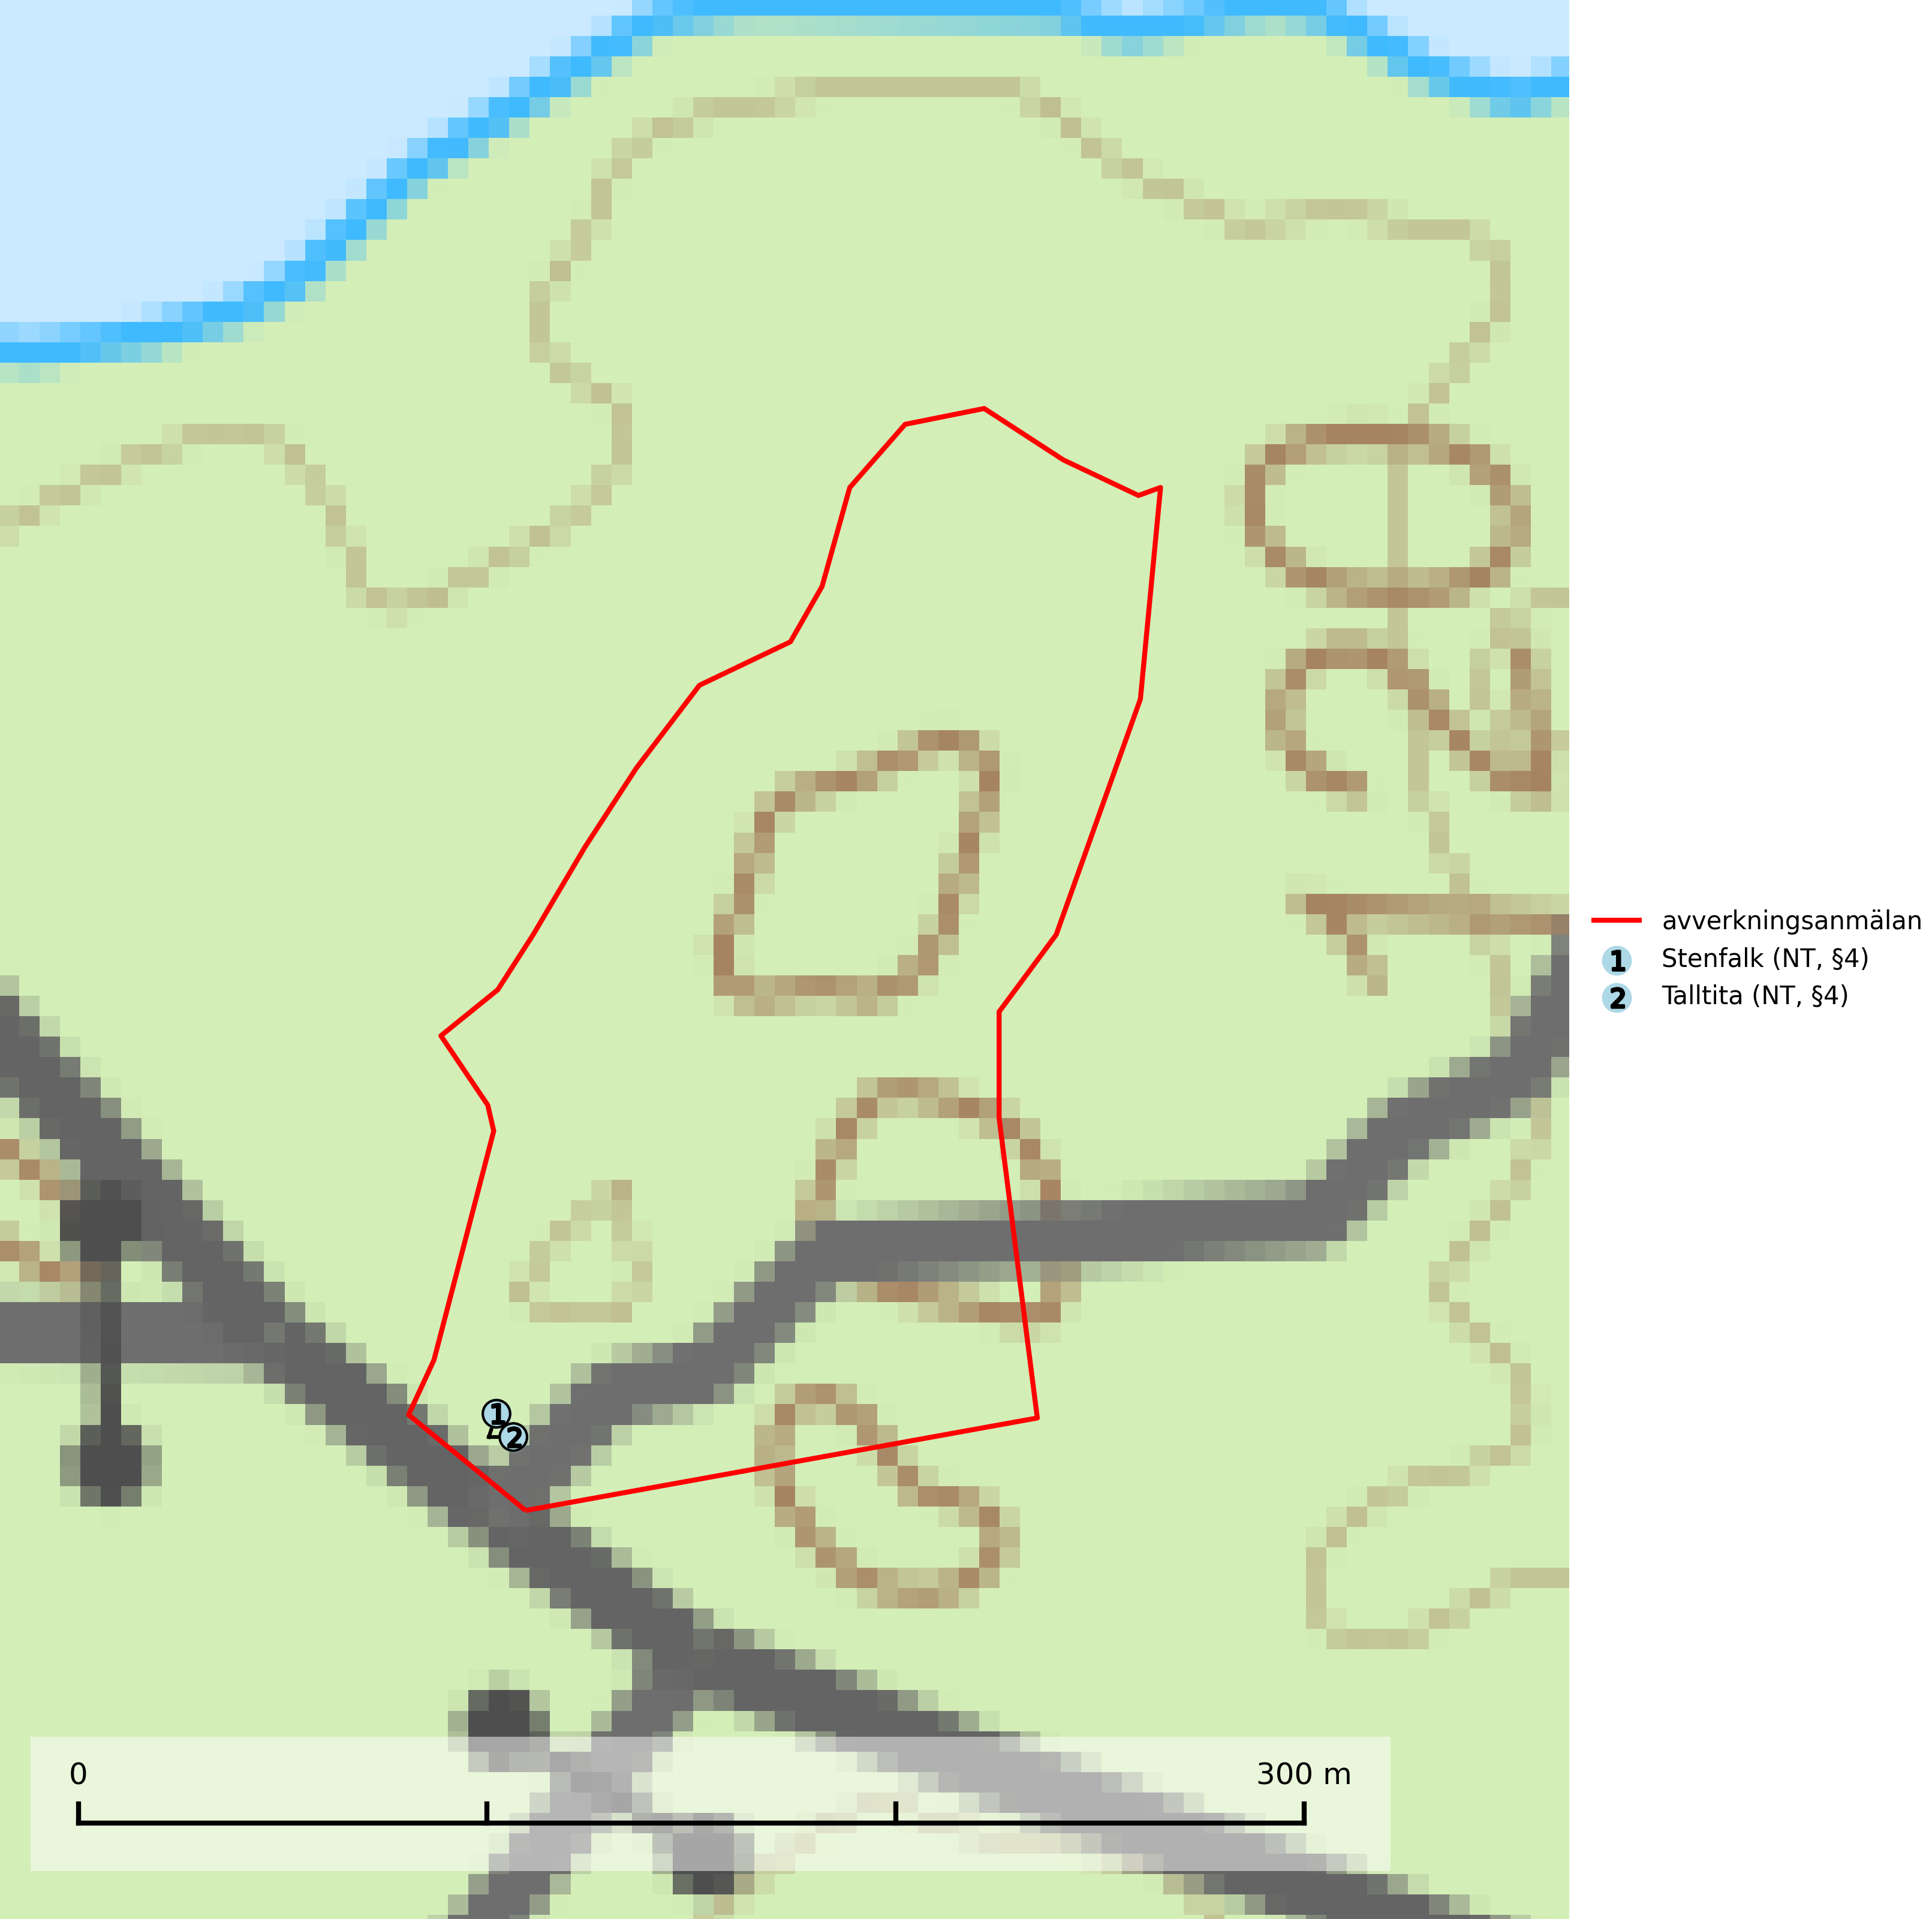 avverkningsanmälan
1 Stenfalk (NT, §4)
2 Talltita (NT, §4)
1
2
0 300 m